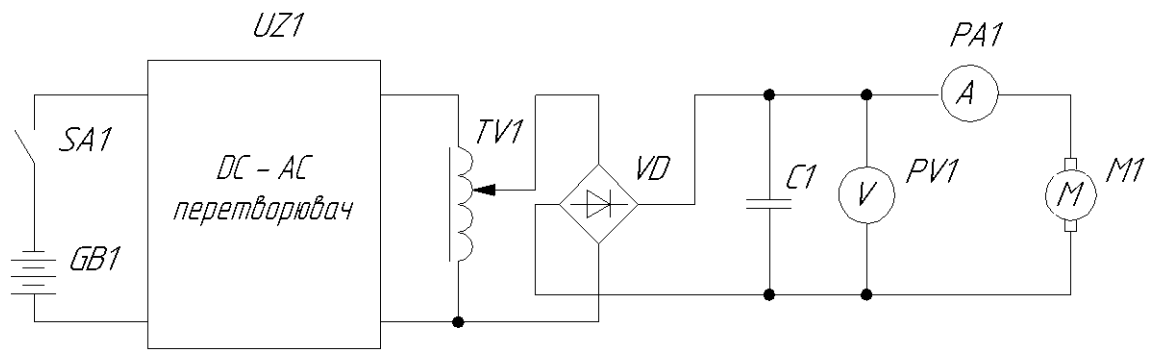 UZ1
PA1
A
SA1
TV1
DC – AC
перетворювач
VD
C1
PV1
V
M1
M
GB1